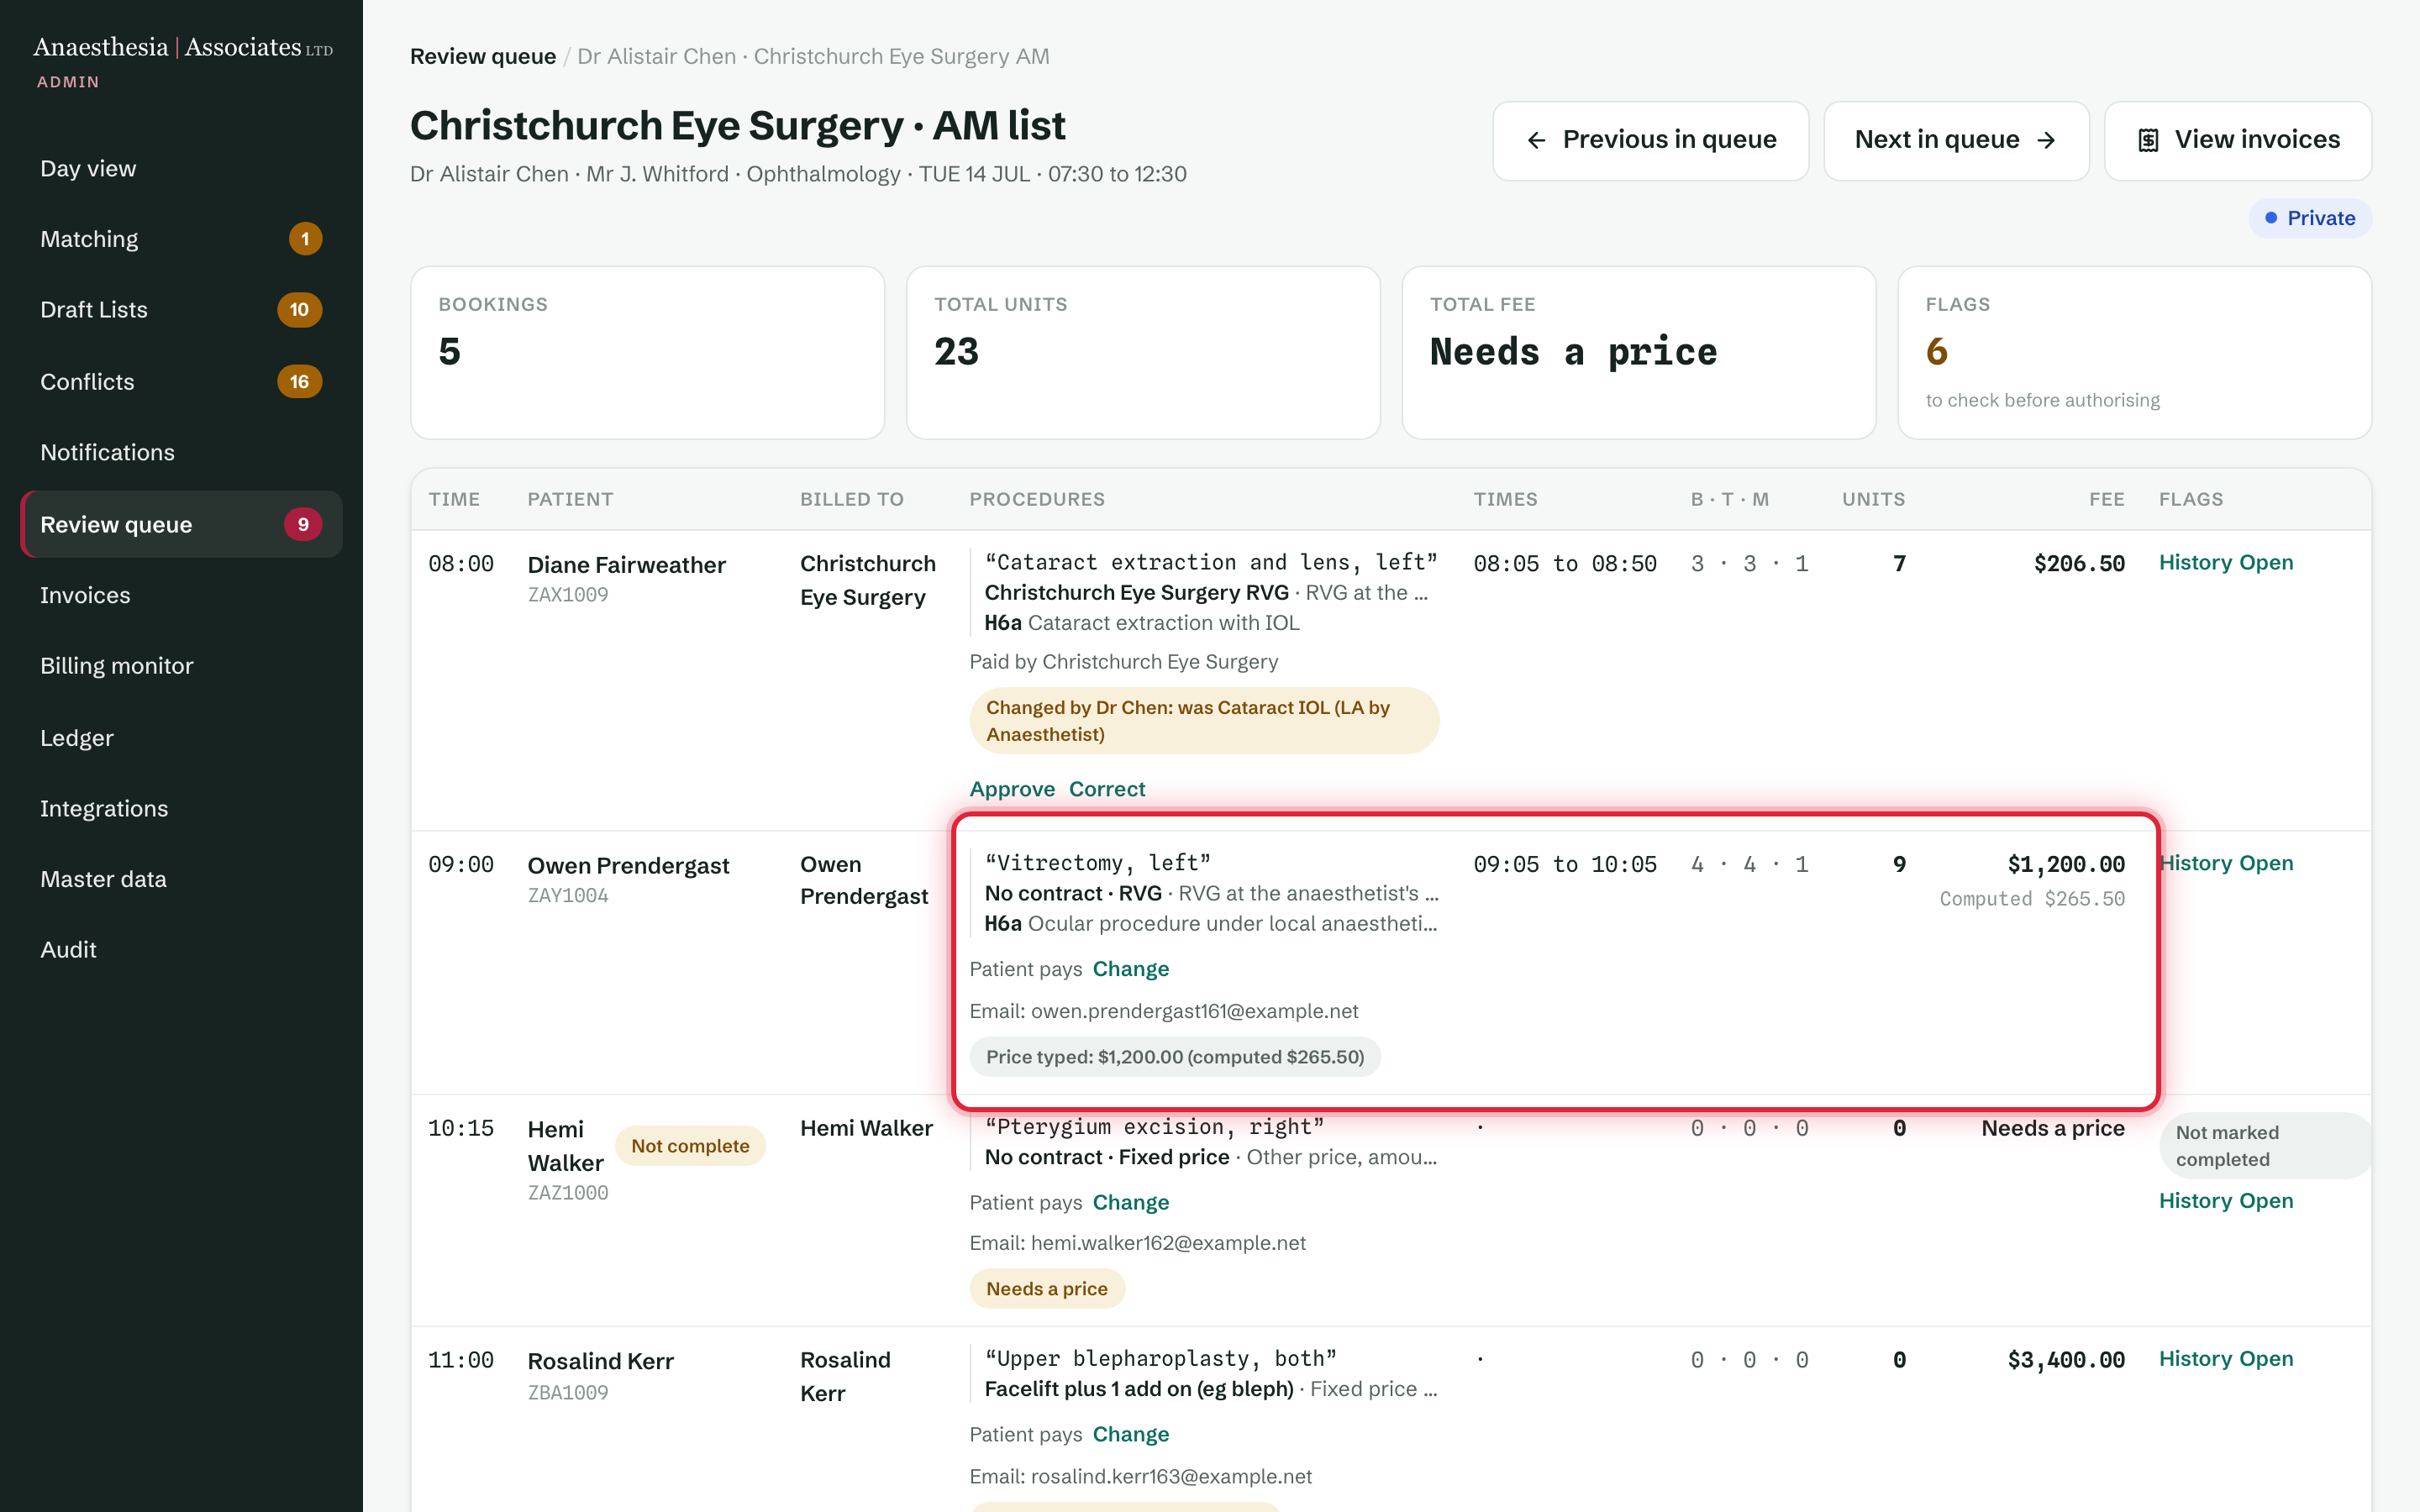 Anaesthesia | Associates LTD
ADMIN
Day view
Matching 1
Draft Lists 10
Conflicts 16
Notifications
Review queue 9
Invoices
Billing monitor
Ledger
Integrations
Master data
Audit
Review queue / Dr Alistair Chen · Christchurch Eye Surgery AM
Christchurch Eye Surgery · AM list
Dr Alistair Chen · Mr J. Whitford · Ophthalmology · TUE 14 JUL · 07:30 to 12:30
← Previous in queue
Next in queue →
View invoices
Private
BOOKINGS
5
TOTAL UNITS
23
TOTAL FEE
Needs a price
FLAGS
6
to check before authorising
TIME PATIENT BILLED TO PROCEDURES TIMES B · T · M UNITS FEE FLAGS
08:00
Diane Fairweather
ZAX1009
Christchurch
Eye Surgery
“Cataract extraction and lens, left”
Christchurch Eye Surgery RVG · RVG at the ...
H6a Cataract extraction with IOL
Paid by Christchurch Eye Surgery
Changed by Dr Chen: was Cataract IOL (LA by
Anaesthetist)
Approve Correct
08:05 to 08:50
3 · 3 · 1
7
$206.50
History Open
09:00
Owen Prendergast
ZAY1004
Owen
Prendergast
“Vitrectomy, left”
No contract · RVG · RVG at the anaesthetist's ...
H6a Ocular procedure under local anaestheti...
Patient pays Change
Email: owen.prendergast161@example.net
Price typed: $1,200.00 (computed $265.50)
09:05 to 10:05
4 · 4 · 1
9
$1,200.00
Computed $265.50
History Open
10:15
Hemi
Walker
Not complete
ZAZ1000
Hemi Walker
“Pterygium excision, right”
No contract · Fixed price · Other price, amou...
Patient pays Change
Email: hemi.walker162@example.net
Needs a price
·
0 · 0 · 0
0
Needs a price
Not marked
completed
History Open
11:00
Rosalind Kerr
ZBA1009
Rosalind
Kerr
“Upper blepharoplasty, both”
Facelift plus 1 add on (eg bleph) · Fixed price ...
Patient pays Change
Email: rosalind.kerr163@example.net
·
0 · 0 · 0
0
$3,400.00
History Open